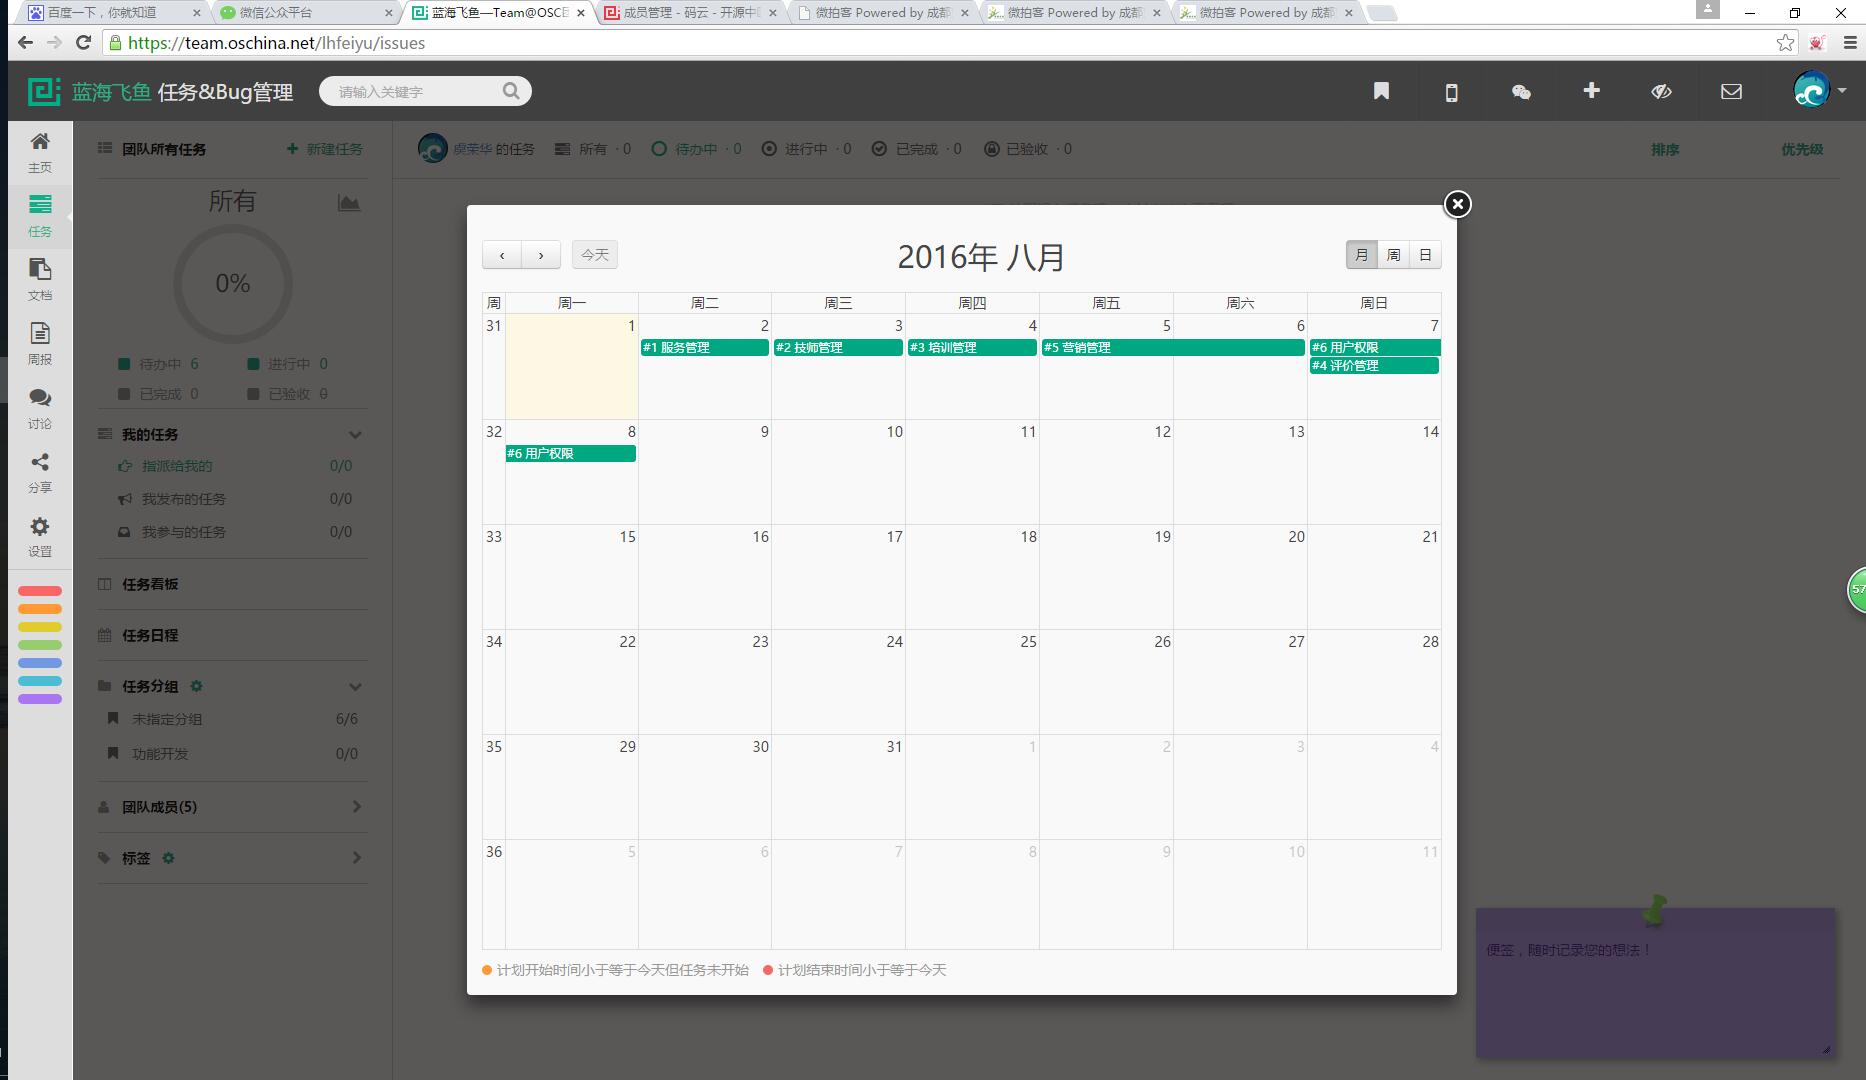 百度一下，你就知道
微信公众平台
蓝海飞鱼—Team@OSC
成员管理 - 码云 - 开源中
微拍客 Powered by 成都
微拍客 Powered by 成都
微拍客 Powered by 成都
https://team.oschina.net/lhfeiyu/issues
蓝海飞鱼 任务&Bug管理
请输入关键字
主页
任务
文档
周报
讨论
分享
设置
团队所有任务
新建任务
所有
0%
待办中 6
进行中 0
已完成 0
已验收 0
我的任务
指派给我的 0/0
我发布的任务 0/0
我参与的任务 0/0
任务看板
任务日程
任务分组
未指定分组 6/6
功能开发 0/0
团队成员(5)
标签
虞荣华 的任务 所有 · 0 待办中 · 0 进行中 · 0 已完成 · 0 已验收 · 0
排序 优先级
今天
2016年 八月
月 周 日
周 周一 周二 周三 周四 周五 周六 周日
31 1 2 3 4 5 6 7
#1 服务管理 #2 技师管理 #3 培训管理 #5 营销管理 #6 用户权限
#4 评价管理
32 8 9 10 11 12 13 14
#6 用户权限
33 15 16 17 18 19 20 21
34 22 23 24 25 26 27 28
35 29 30 31 1 2 3 4
36 5 6 7 8 9 10 11
计划开始时间小于等于今天但任务未开始 计划结束时间小于等于今天
便签，随时记录您的想法！
57